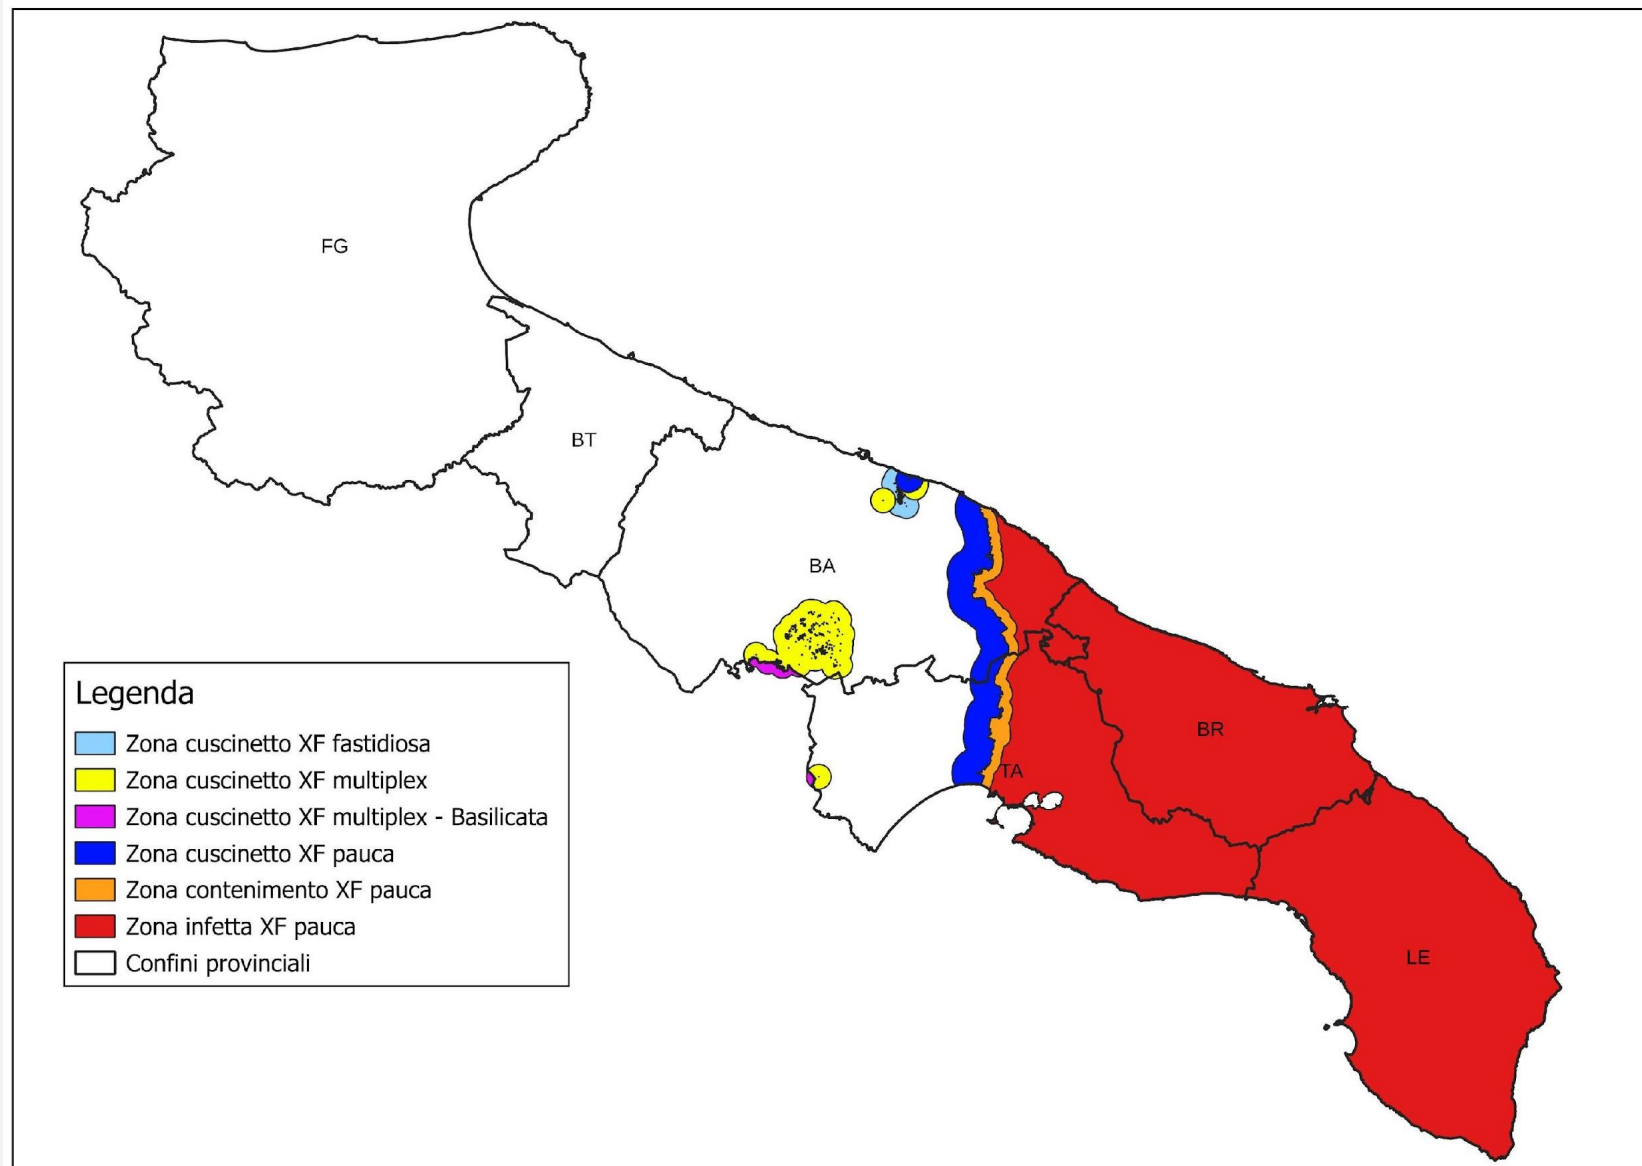 FG
BT
BA
Legenda
Zona cuscinetto XF fastidiosa
Zona cuscinetto XF multiplex
Zona cuscinetto XF multiplex - Basilicata
Zona cuscinetto XF pauca
Zona contenimento XF pauca
Zona infetta XF pauca
Confini provinciali
BR
TA
LE